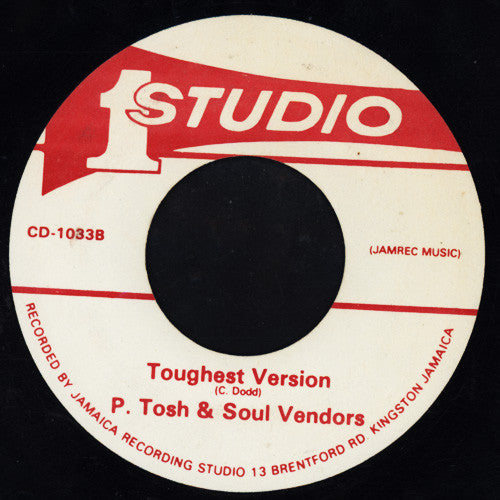 1 STUDIO
CD-1033B
(JAMREC MUSIC)
Toughest Version
(C. Dodd)
P. Tosh & Soul Vendors
RECORDED BY JAMAICA RECORDING STUDIO 13 BRENTFORD RD KINGSTON JAMAICA